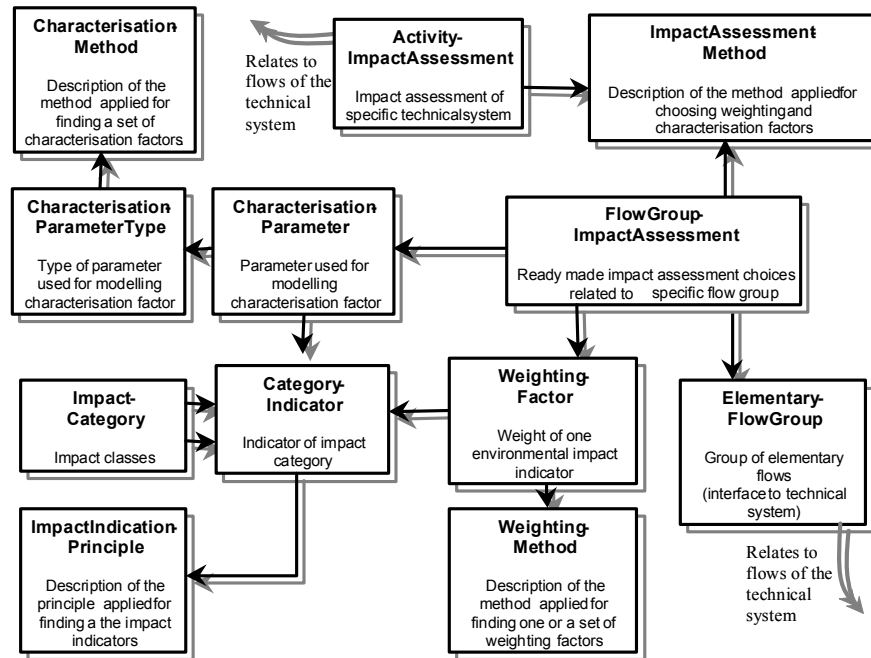 Characterisation-
Method
Description of the
method applied for
finding a set of
characterisation factors
Relates to
flows of the
technical
system
Activity-
ImpactAssessment
Impact assessment of
specific technicalsystem
ImpactAssessment-
Method
Description of the method appliedfor
choosing weightingand
characterisation factors
Characterisation-
ParameterType
Type of parameter
used for modelling
characterisation factor
Characterisation-
Parameter
Parameter used for
modelling
characterisation factor
FlowGroup-
ImpactAssessment
Ready made impact assessment choices
related to specific flow group
Impact-
Category
Impact classes
Category-
Indicator
Indicator of impact
category
Weighting-
Factor
Weight of one
environmental impact
indicator
Elementary-
FlowGroup
Group of elementary
flows
(interface to technical
system)
ImpactIndication-
Principle
Description of the
principle appliedfor
finding a the impact
indicators
Weighting-
Method
Description of the
method applied for
finding one or a set of
weighting factors
Relates to
flows of the
technical
system